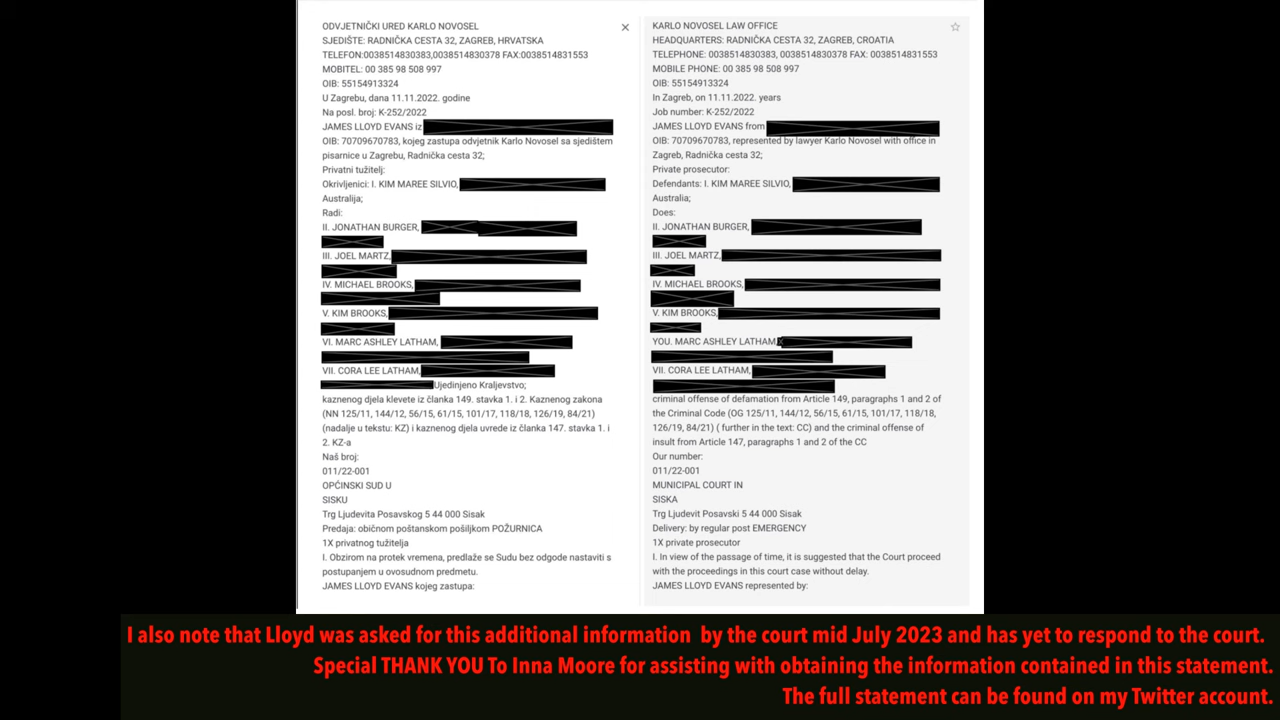 ODVJETNIČKI URED KARLO NOVOSEL
SJEDIŠTE: RADNIČKA CESTA 32, ZAGREB, HRVATSKA
TELEFON:0038514830383,0038514830378 FAX:0038514831553
MOBITEL: 00 385 98 508 997
OIB: 55154913324
U Zagrebu, dana 11.11.2022. godine
Na posl. broj: K-252/2022
JAMES LLOYD EVANS iz
OIB: 70709670783, kojeg zastupa odvjetnik Karlo Novosel sa sjedištem
pisarnice u Zagrebu, Radnička cesta 32;
Privatni tužitelj:
Okrivljenici: I. KIM MAREE SILVIO,
Australija;
Radi:
II. JONATHAN BURGER,
III. JOEL MARTZ,
IV. MICHAEL BROOKS,
V. KIM BROOKS,
VI. MARC ASHLEY LATHAM,
VII. CORA LEE LATHAM,
Ujedinjeno Kraljevstvo;
kaznenog djela klevete iz članka 149. stavka 1. i 2. Kaznenog zakona
(NN 125/11, 144/12, 56/15, 61/15, 101/17, 118/18, 126/19, 84/21)
(nadalje u tekstu: KZ) i kaznenog djela uvrede iz članka 147. stavka 1. i
2. KZ-a
Naš broj:
011/22-001
OPĆINSKI SUD U
SISKU
Trg Ljudevita Posavskog 5 44 000 Sisak
Predaja: običnom poštanskom pošiljkom POŽURNICA
1X privatnog tužitelja
I. Obzirom na protek vremena, predlaže se Sudu bez odgode nastaviti s
postupanjem u ovosudnom predmetu.
JAMES LLOYD EVANS kojeg zastupa:
KARLO NOVOSEL LAW OFFICE
HEADQUARTERS: RADNIČKA CESTA 32, ZAGREB, CROATIA
TELEPHONE: 0038514830383, 0038514830378 FAX: 0038514831553
MOBILE PHONE: 00 385 98 508 997
OIB: 55154913324
In Zagreb, on 11.11.2022. years
Job number: K-252/2022
JAMES LLOYD EVANS from
OIB: 70709670783, represented by lawyer Karlo Novosel with office in
Zagreb, Radnička cesta 32;
Private prosecutor:
Defendants: I. KIM MAREE SILVIO,
Australia;
Does:
II. JONATHAN BURGER,
III. JOEL MARTZ,
IV. MICHAEL BROOKS,
V. KIM BROOKS,
YOU. MARC ASHLEY LATHAM,
VII. CORA LEE LATHAM,
criminal offense of defamation from Article 149, paragraphs 1 and 2 of
the Criminal Code (OG 125/11, 144/12, 56/15, 61/15, 101/17, 118/18,
126/19, 84/21) ( further in the text: CC) and the criminal offense of
insult from Article 147, paragraphs 1 and 2 of the CC
Our number:
011/22-001
MUNICIPAL COURT IN
SISKA
Trg Ljudevit Posavski 5 44 000 Sisak
Delivery: by regular post EMERGENCY
1X private prosecutor
I. In view of the passage of time, it is suggested that the Court proceed
with the proceedings in this court case without delay.
JAMES LLOYD EVANS represented by:
I also note that Lloyd was asked for this additional information by the court mid July 2023 and has yet to respond to the court.
Special THANK YOU To Inna Moore for assisting with obtaining the information contained in this statement.
The full statement can be found on my Twitter account.